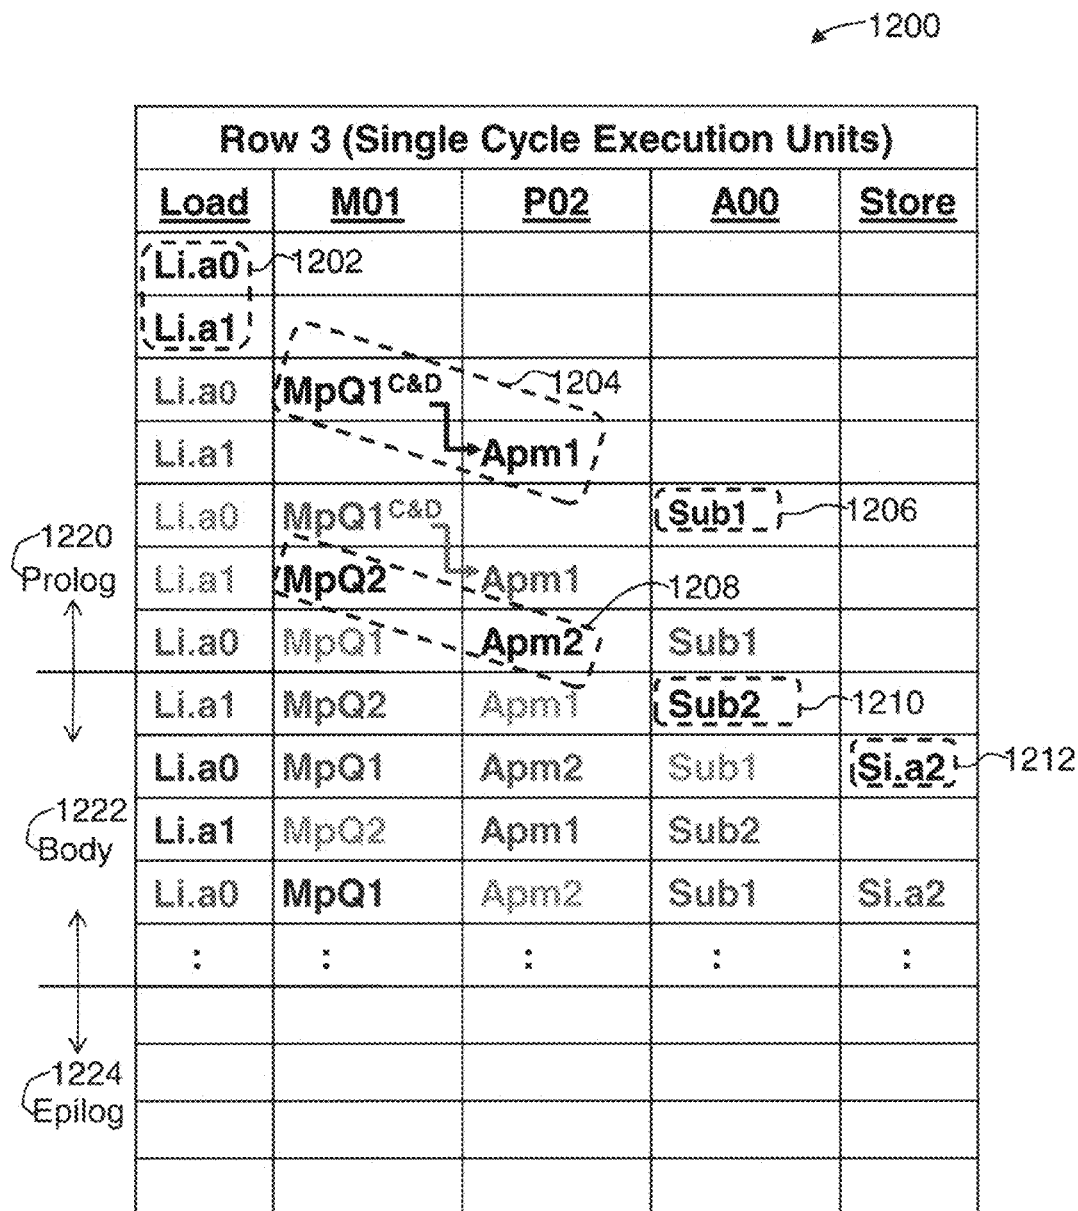 1200
Row 3 (Single Cycle Execution Units)
Load M01 P02 A00 Store
Li.a0 1202
Li.a1
Li.a0 MpQ1C&D 1204
Li.a1 Apm1
Li.a0 MpQ1C&D Sub1 1206
1220
Prolog
Li.a1 MpQ2 Apm1 1208
Li.a0 MpQ1 Apm2 Sub1
Li.a1 MpQ2 Apm1 Sub2 1210
Li.a0 MpQ1 Apm2 Sub1 Si.a2 1212
1222
Body
Li.a1 MpQ2 Apm1 Sub2
Li.a0 MpQ1 Apm2 Sub1 Si.a2
: : : : :
1224
Epilog